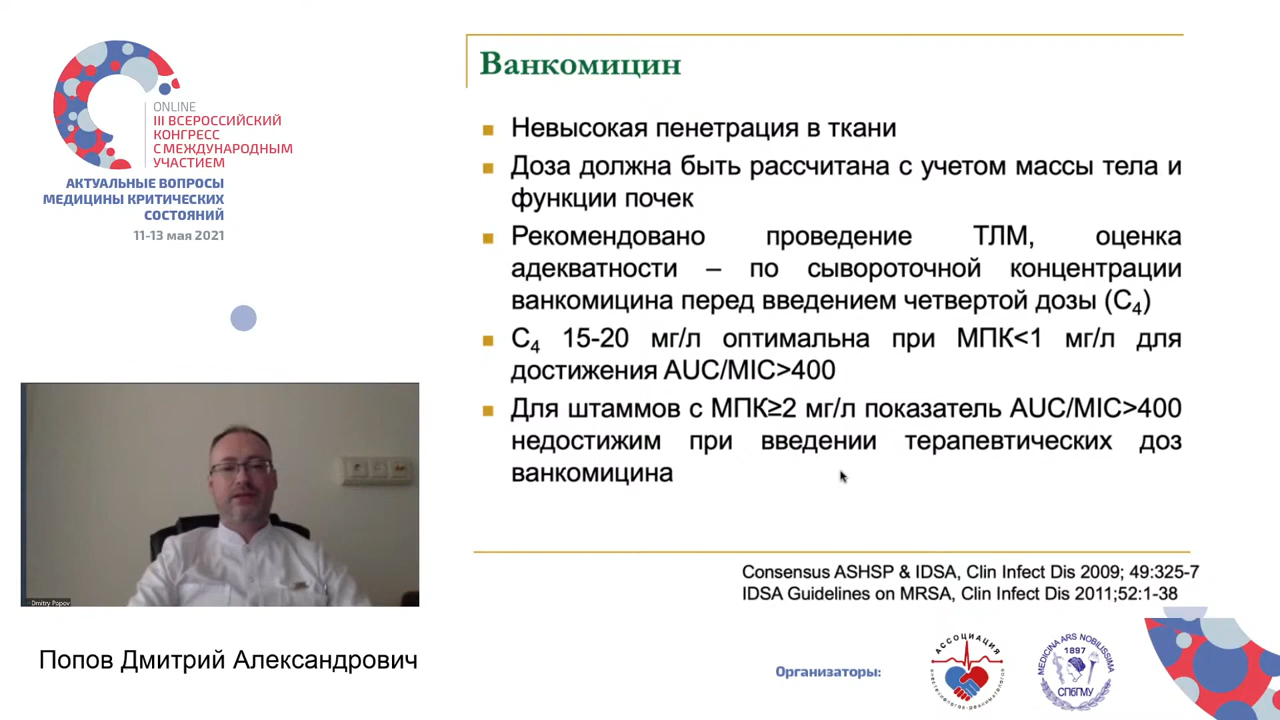 ONLINE
III ВСЕРОССИЙСКИЙ
КОНГРЕСС
С МЕЖДУНАРОДНЫМ
УЧАСТИЕМ
АКТУАЛЬНЫЕ ВОПРОСЫ
МЕДИЦИНЫ КРИТИЧЕСКИХ
СОСТОЯНИЙ
11-13 мая 2021
Dmitry Popov
Попов Дмитрий Александрович
Ванкомицин
Невысокая пенетрация в ткани
Доза должна быть рассчитана с учетом массы тела и
функции почек
Рекомендовано проведение ТЛМ, оценка
адекватности – по сывороточной концентрации
ванкомицина перед введением четвертой дозы (C4)
C4 15-20 мг/л оптимальна при МПК<1 мг/л для
достижения AUC/MIC>400
Для штаммов с МПК≥2 мг/л показатель AUC/MIC>400
недостижим при введении терапевтических доз
ванкомицина
Consensus ASHSP & IDSA, Clin Infect Dis 2009; 49:325-7
IDSA Guidelines on MRSA, Clin Infect Dis 2011;52:1-38
Организаторы:
АССОЦИАЦИЯ
MEDICINA ARS NOBILISSIMA
1897
СПбГМУ